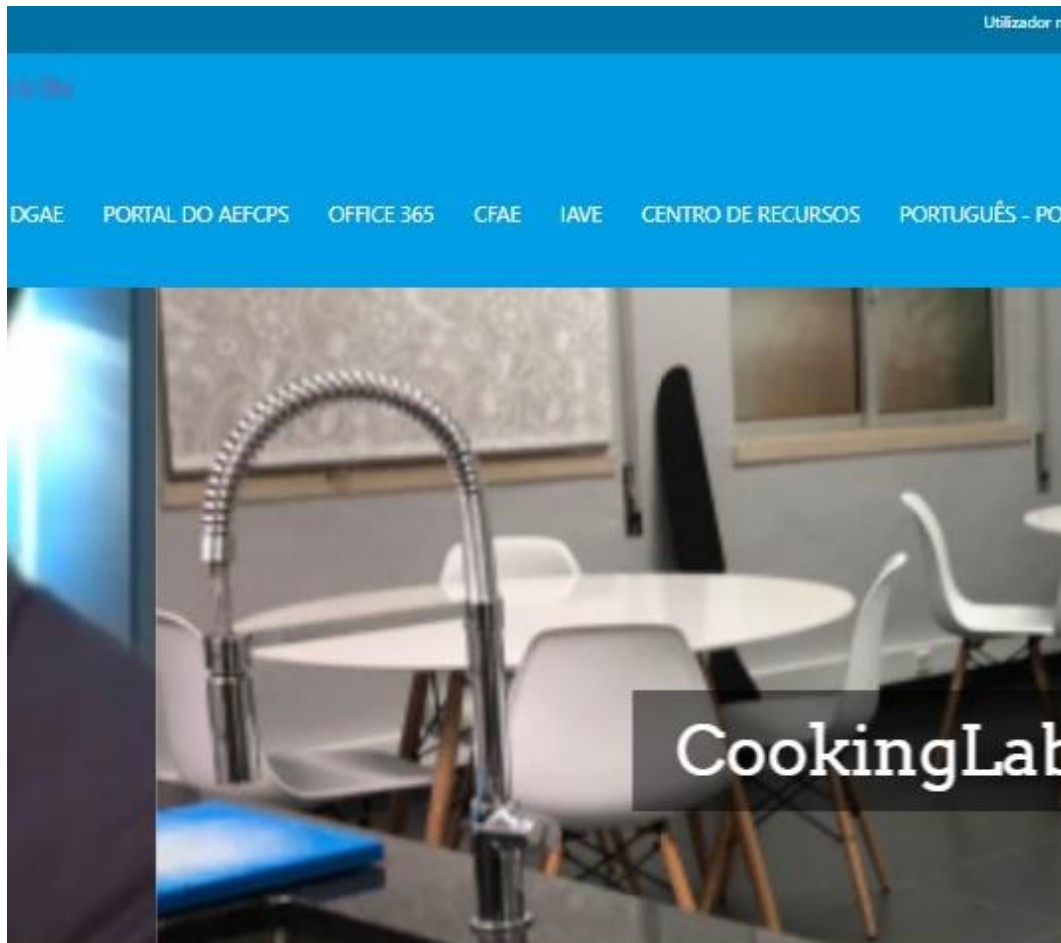 Utilizador
DGAE PORTAL DO AEFCPS OFFICE 365 CFAE IAVE CENTRO DE RECURSOS PORTUGUÊS - PO
CookingLab